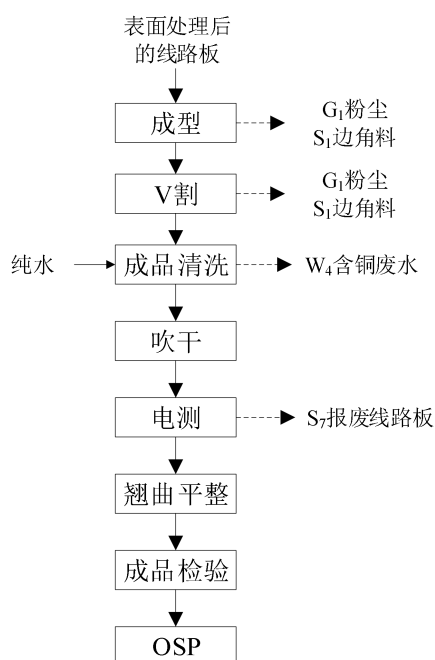 表面处理后
的线路板
成型
G₁粉尘
S₁边角料
V割
G₁粉尘
S₁边角料
纯水
成品清洗
W₄含铜废水
吹干
电测
S₇报废线路板
翘曲平整
成品检验
OSP